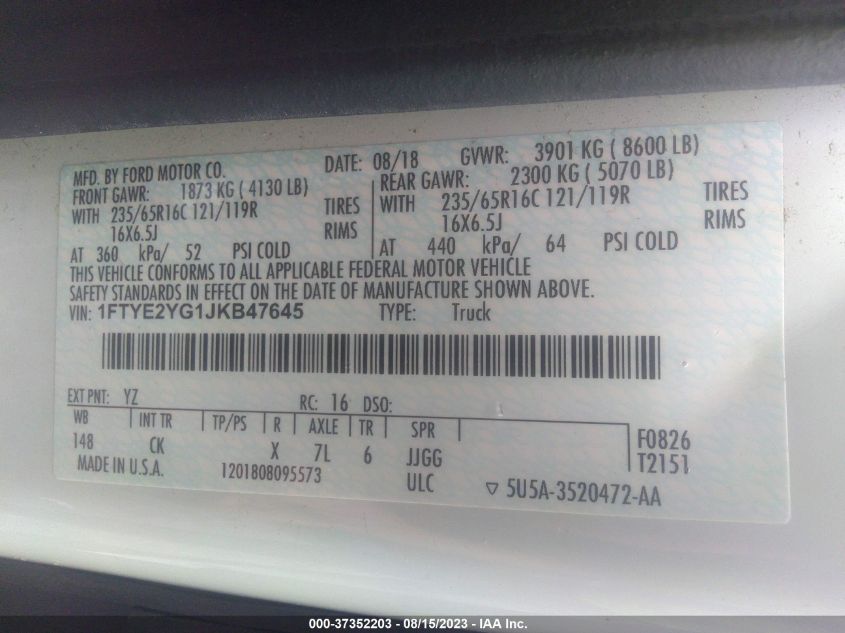 MFD. BY FORD MOTOR CO. DATE: 08/18 GVWR: 3901 KG ( 8600 LB)
FRONT GAWR: 1873 KG ( 4130 LB) REAR GAWR: 2300 KG ( 5070 LB)
WITH 235/65R16C 121/119R TIRES WITH 235/65R16C 121/119R TIRES
16X6.5J RIMS 16X6.5J RIMS
AT 360 kPa/ 52 PSI COLD AT 440 kPa/ 64 PSI COLD
THIS VEHICLE CONFORMS TO ALL APPLICABLE FEDERAL MOTOR VEHICLE
SAFETY STANDARDS IN EFFECT ON THE DATE OF MANUFACTURE SHOWN ABOVE.
VIN: 1FTYE2YG1JKB47645 TYPE: Truck
EXT PNT: YZ RC: 16 DSO:
WB INT TR TP/PS R AXLE TR SPR
148 CK X 7L 6 JJGG F0826
MADE IN U.S.A. 1201808095573 ULC T2151
▽ 5U5A-3520472-AA
000-37352203 - 08/15/2023 - IAA Inc.